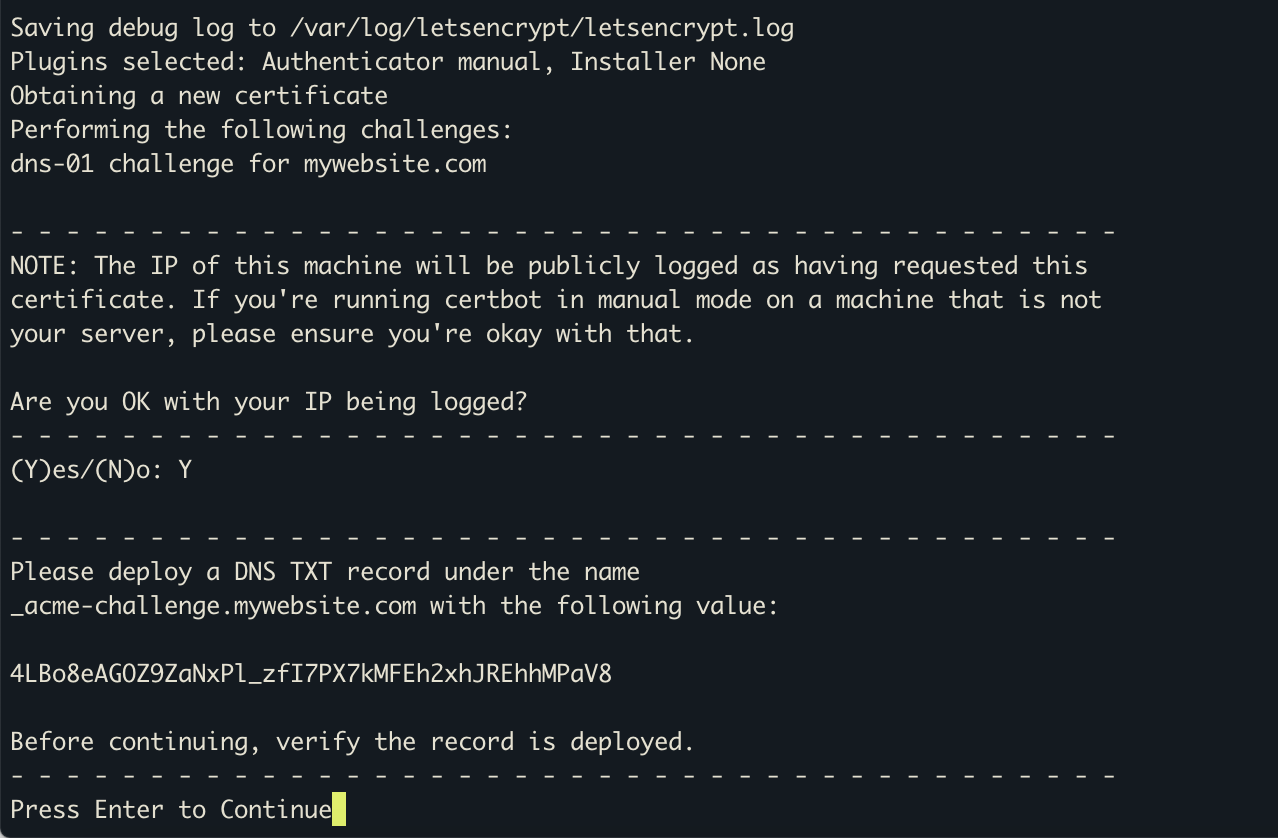 Saving debug log to /var/log/letsencrypt/letsencrypt.log
Plugins selected: Authenticator manual, Installer None
Obtaining a new certificate
Performing the following challenges:
dns-01 challenge for mywebsite.com
- - - - - - - - - - - - - - - - - - - - - - - - - - - - - - - - - - - - - - - -
NOTE: The IP of this machine will be publicly logged as having requested this
certificate. If you're running certbot in manual mode on a machine that is not
your server, please ensure you're okay with that.
Are you OK with your IP being logged?
- - - - - - - - - - - - - - - - - - - - - - - - - - - - - - - - - - - - - - - -
(Y)es/(N)o: Y
- - - - - - - - - - - - - - - - - - - - - - - - - - - - - - - - - - - - - - - -
Please deploy a DNS TXT record under the name
_acme-challenge.mywebsite.com with the following value:
4LBo8eAGOZ9ZaNxPl_zfI7PX7kMFEh2xhJREhhMPaV8
Before continuing, verify the record is deployed.
- - - - - - - - - - - - - - - - - - - - - - - - - - - - - - - - - - - - - - - -
Press Enter to Continue